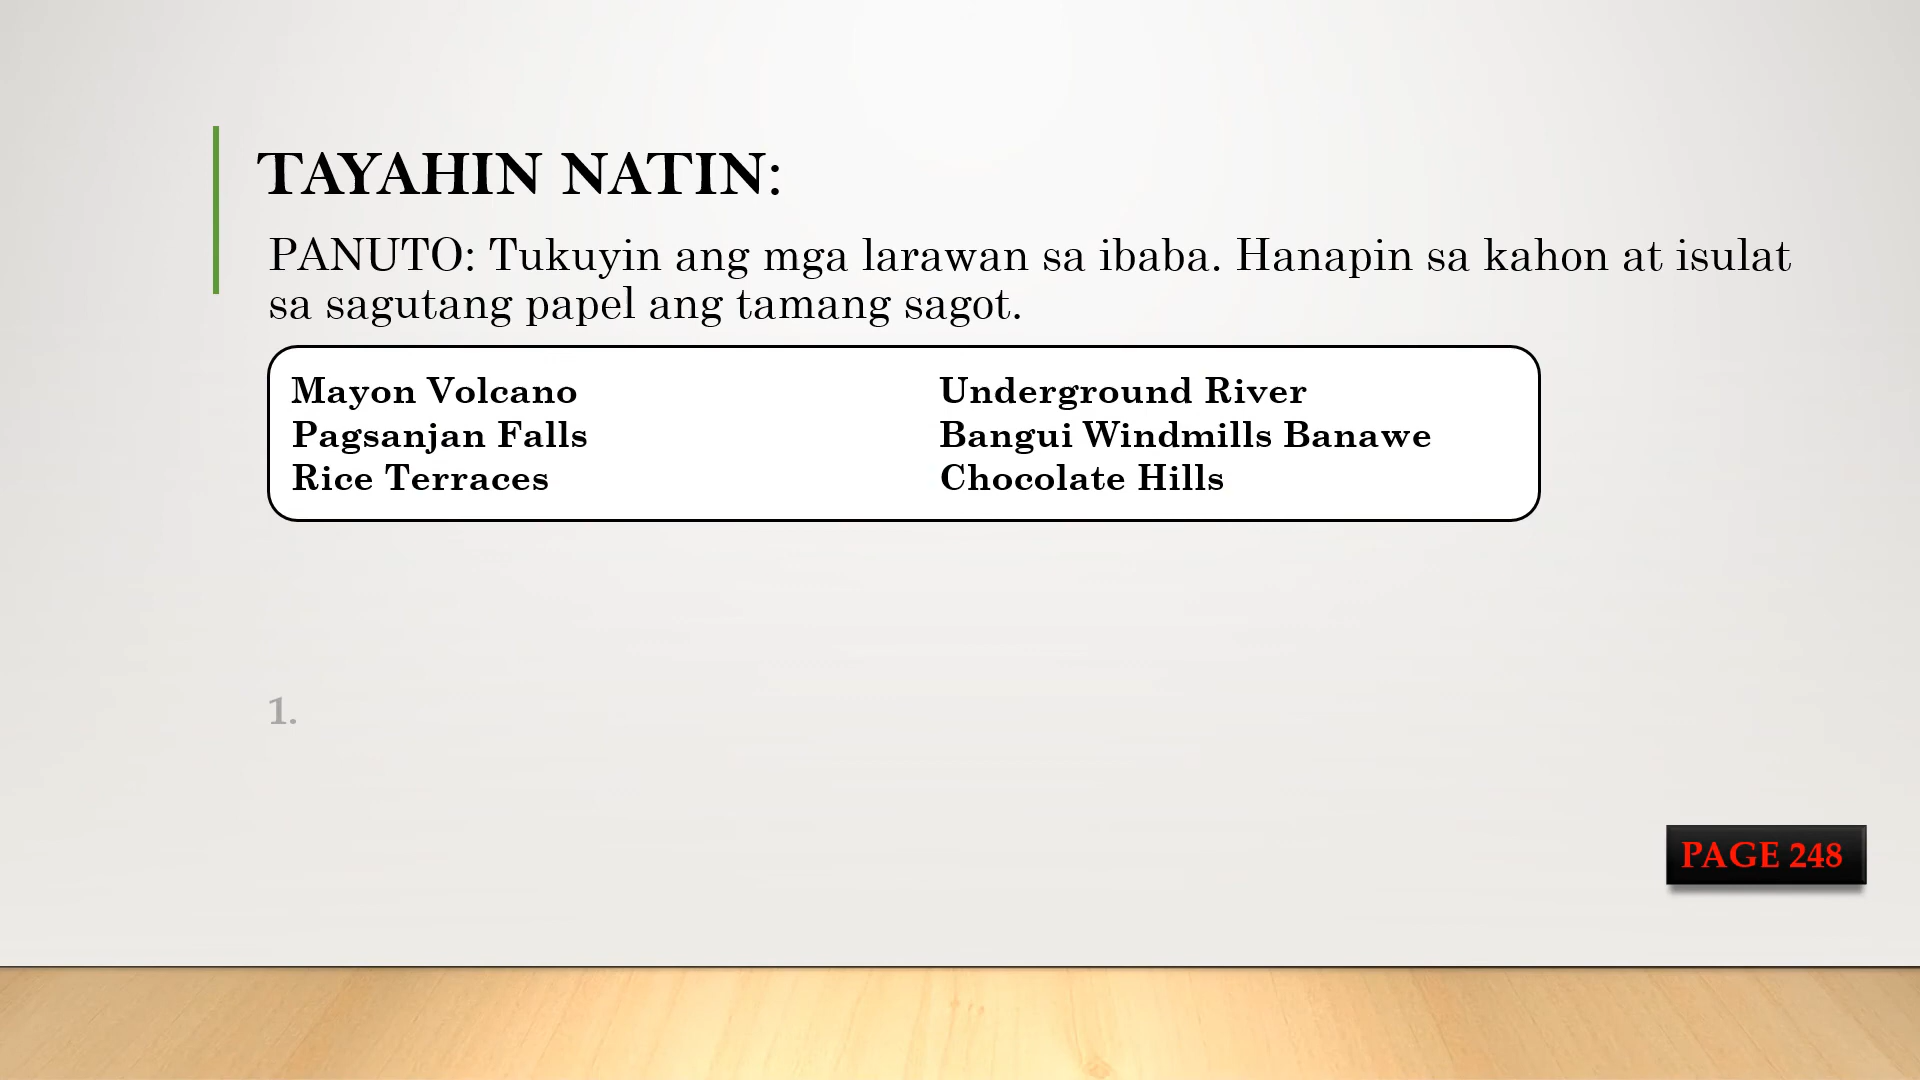 TAYAHIN NATIN:
PANUTO: Tukuyin ang mga larawan sa ibaba. Hanapin sa kahon at isulat
sa sagutang papel ang tamang sagot.
Mayon Volcano
Pagsanjan Falls
Rice Terraces
Underground River
Bangui Windmills Banawe
Chocolate Hills
1.
PAGE 248